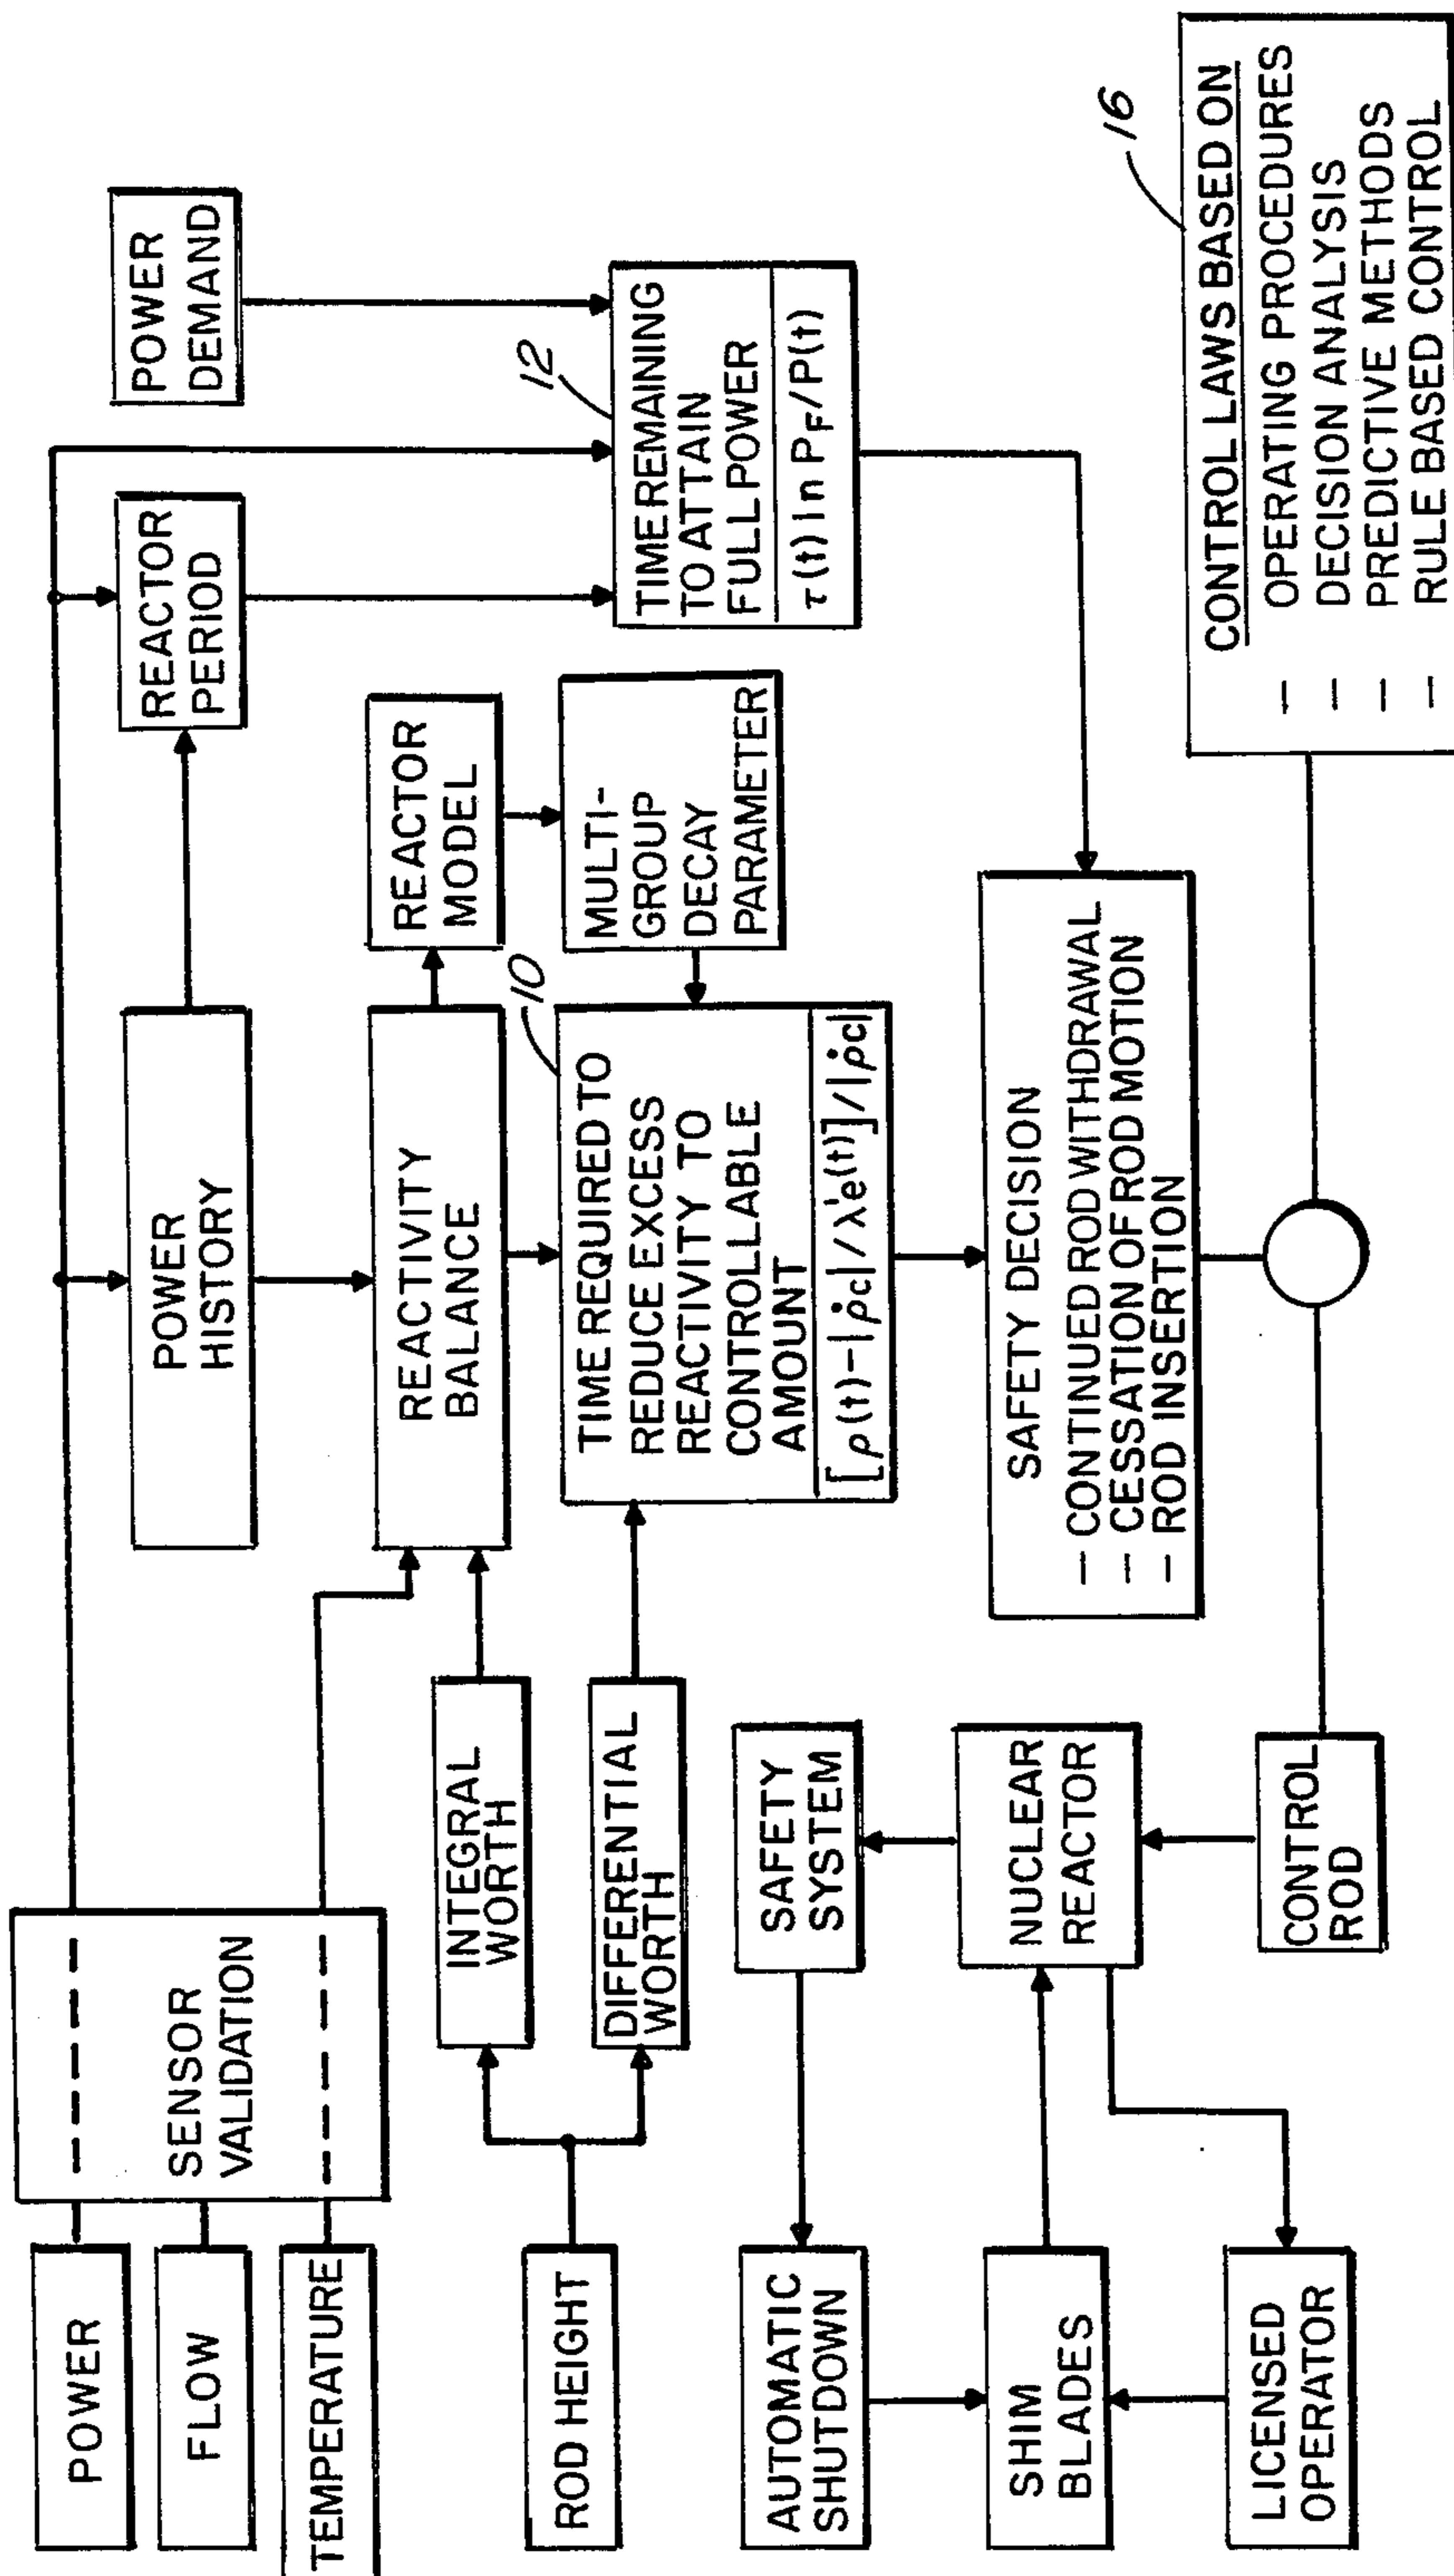 POWER
FLOW
TEMPERATURE
SENSOR
VALIDATION
POWER
HISTORY
REACTOR
PERIOD
POWER
DEMAND
ROD HEIGHT
INTEGRAL
WORTH
DIFFERENTIAL
WORTH
REACTIVITY
BALANCE
REACTOR
MODEL
10
TIME REQUIRED TO
REDUCE EXCESS
REACTIVITY TO
CONTROLLABLE
AMOUNT
[ρ(t)-|ρ̇c|/λ'e(t)]/|ρ̇c|
MULTI-
GROUP
DECAY
PARAMETER
12
TIME REMAINING
TO ATTAIN
FULL POWER
τ(t) ln PF/P(t)
AUTOMATIC
SHUTDOWN
SAFETY
SYSTEM
SHIM
BLADES
NUCLEAR
REACTOR
LICENSED
OPERATOR
CONTROL
ROD
SAFETY DECISION
- CONTINUED ROD WITHDRAWAL
- CESSATION OF ROD MOTION
- ROD INSERTION
16
CONTROL LAWS BASED ON
- OPERATING PROCEDURES
- DECISION ANALYSIS
- PREDICTIVE METHODS
- RULE BASED CONTROL